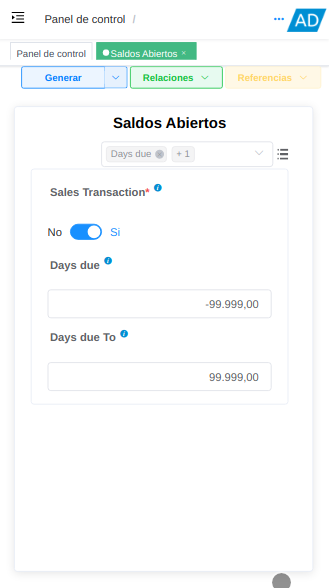 Panel de control /
AD
Panel de control
Saldos Abiertos ×
Generar
Relaciones
Referencias
Saldos Abiertos
Days due
+ 1
Sales Transaction*
No
Si
Days due
-99.999,00
Days due To
99.999,00